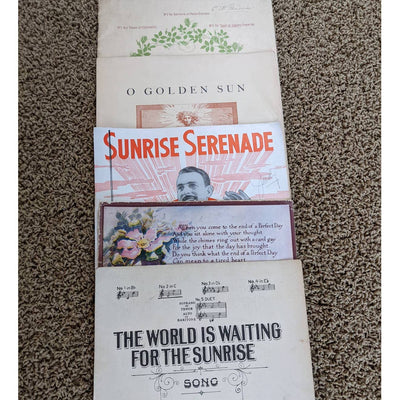 O GOLDEN SUN
SUNRISE SERENADE
When you come to the end of a Perfect Day
And you sit alone with your thought
While the chimes ring out with a carol gay
For the joy that the day has brought.
Do you think what the end of a Perfect Day
Can mean to a tired heart
No. 1 in B♭
No. 2 in C
No. 3 in D♭
No. 4 in E♭
No. 5 DUET
SOPRANO
or TENOR
ALTO
or BARITONE
THE WORLD IS WAITING
FOR THE SUNRISE
SONG